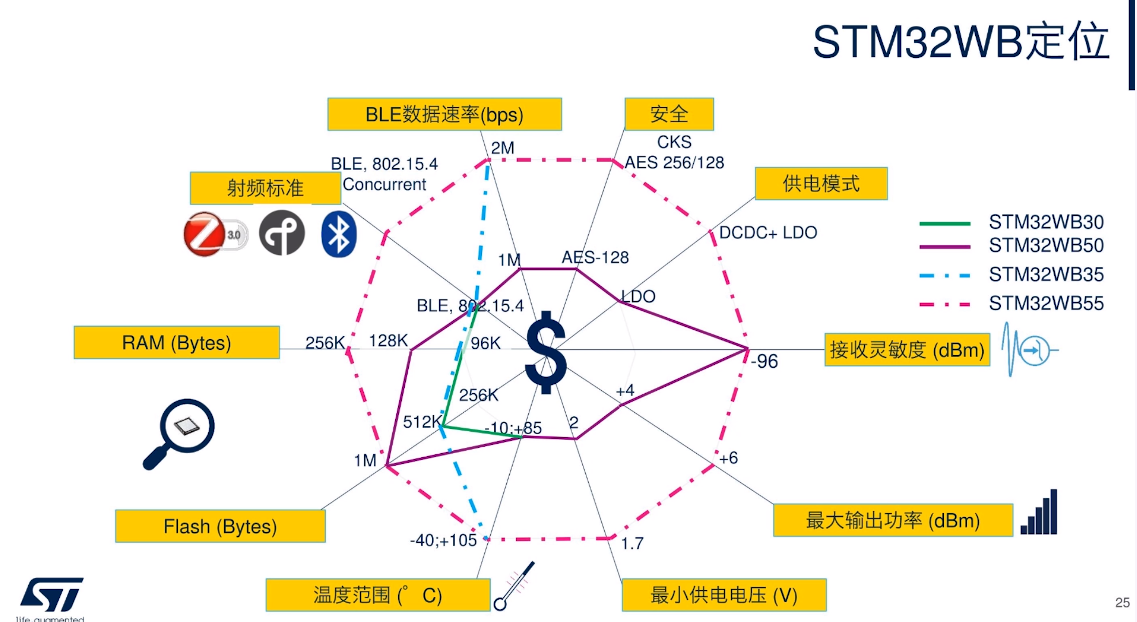 STM32WB定位
BLE数据速率(bps)
安全
2M
CKS
AES 256/128
BLE, 802.15.4
Concurrent
射频标准
供电模式
3.0
DCDC+ LDO
STM32WB30
STM32WB50
STM32WB35
STM32WB55
1M
AES-128
LDO
BLE, 802.15.4
RAM (Bytes)
256K
128K
96K
$
-96
接收灵敏度 (dBm)
256K
+4
512K
-10;+85
2
1M
+6
Flash (Bytes)
最大输出功率 (dBm)
-40;+105
1.7
温度范围 (° C)
最小供电电压 (V)
ST
life.augmented
25